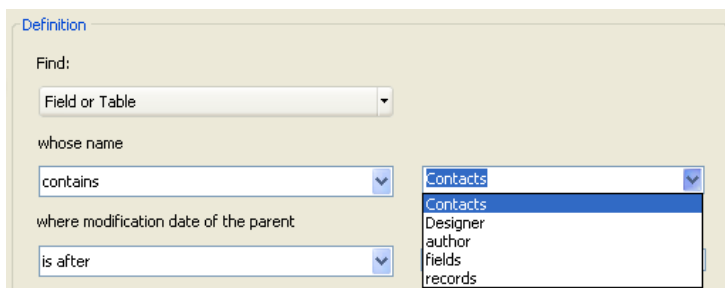 Definition
Find:
Field or Table
whose name
contains
Contacts
Contacts
Designer
where modification date of the parent
author
is after
fields
records